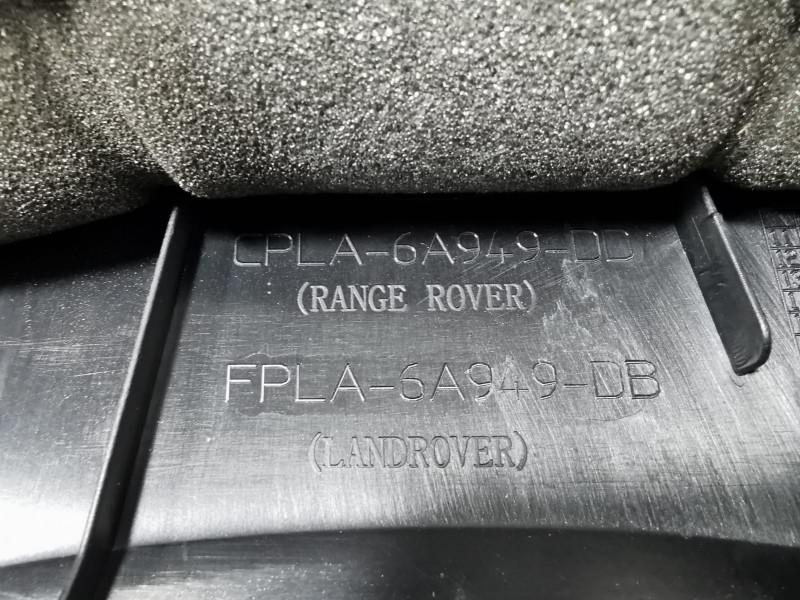 CPLA-6A949-DD
(RANGE ROVER)
FPLA-6A949-DB
(LANDROVER)